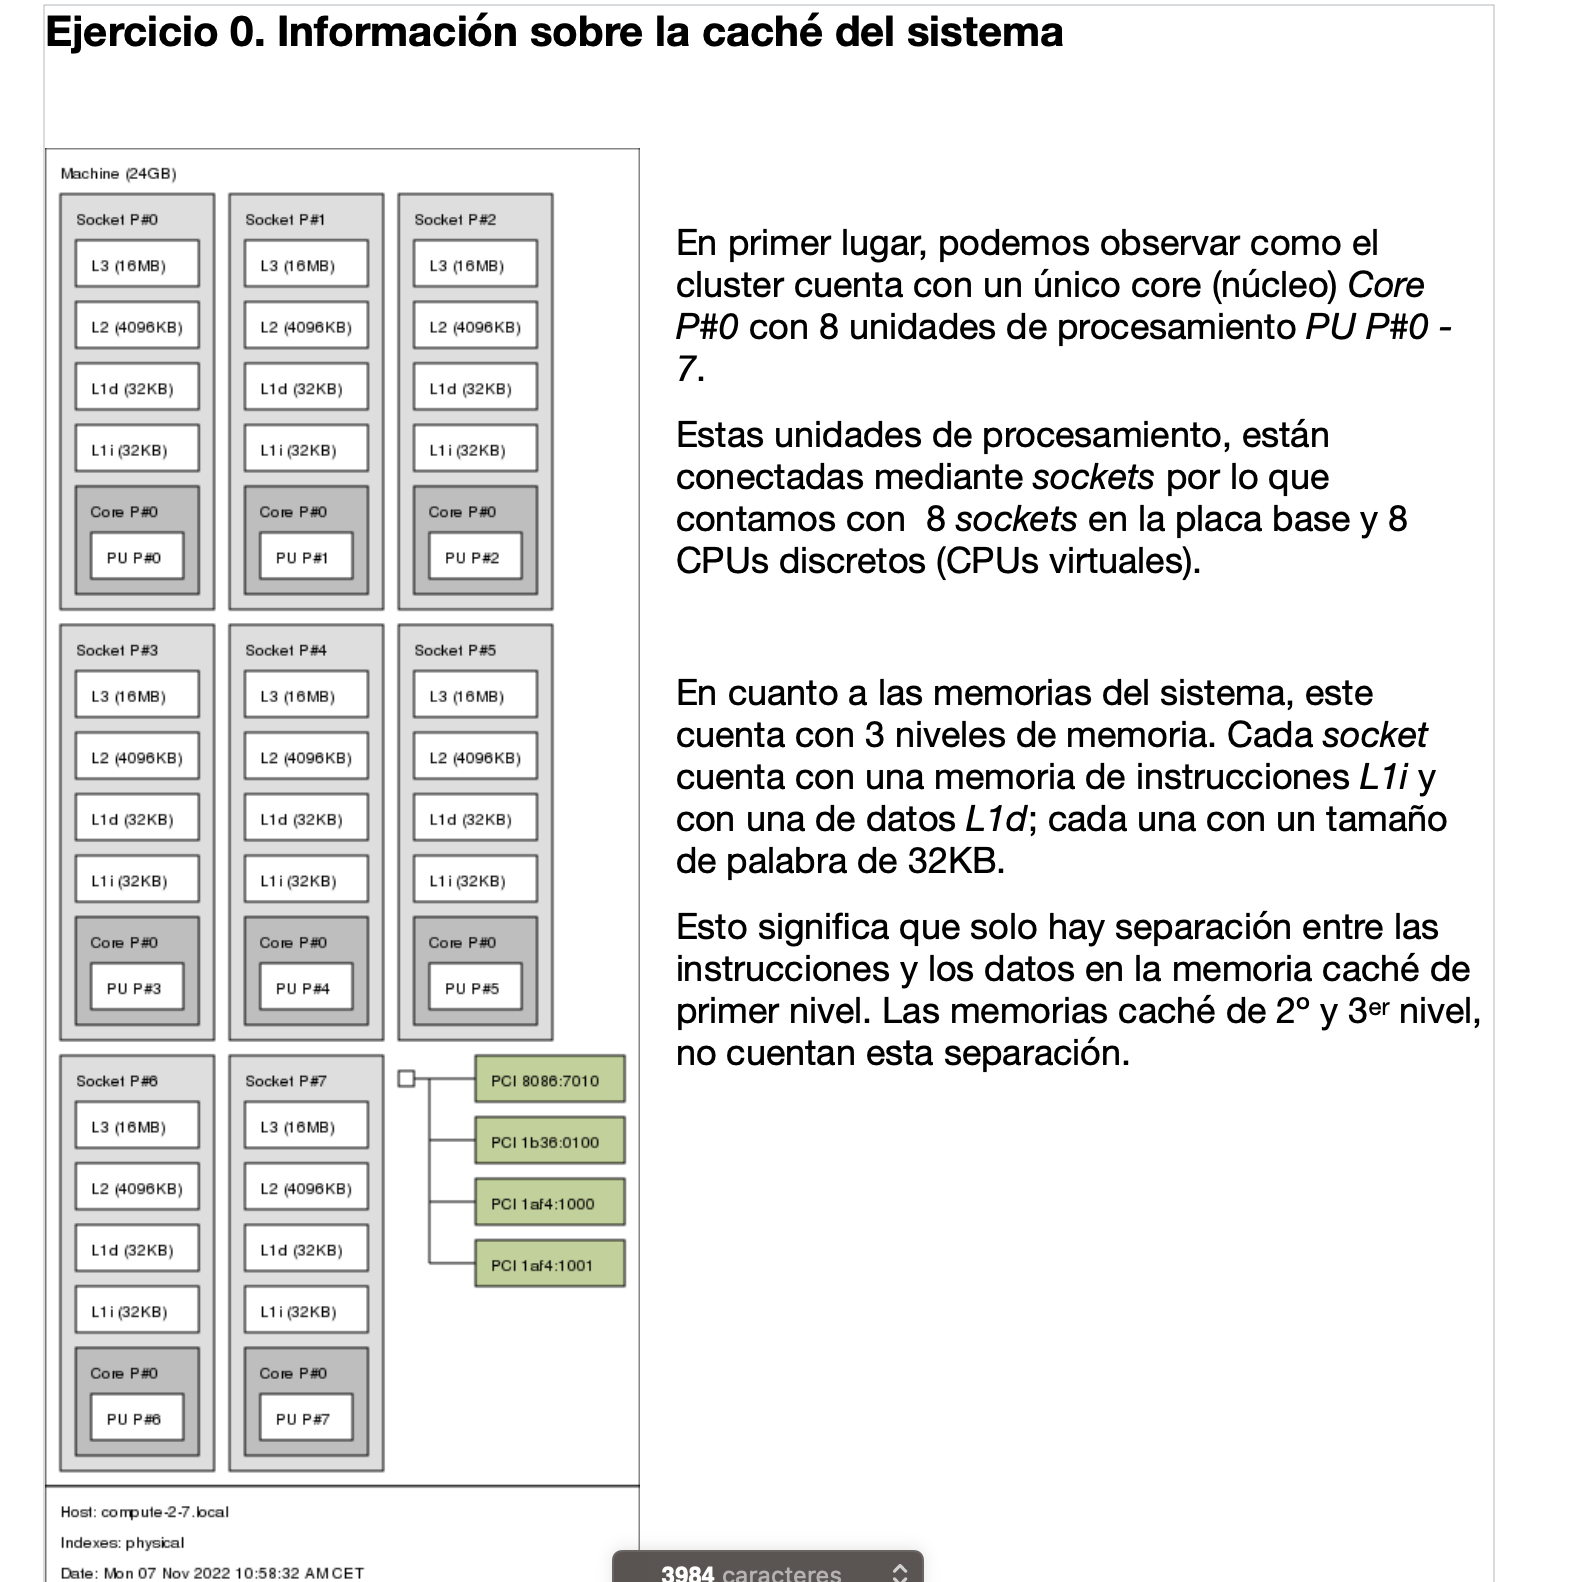 Ejercicio 0. Información sobre la caché del sistema
Machine (24GB)
Socket P#0
L3 (16MB)
L2 (4096KB)
L1d (32KB)
L1i (32KB)
Core P#0
PU P#0
Socket P#1
L3 (16MB)
L2 (4096KB)
L1d (32KB)
L1i (32KB)
Core P#0
PU P#1
Socket P#2
L3 (16MB)
L2 (4096KB)
L1d (32KB)
L1i (32KB)
Core P#0
PU P#2
Socket P#3
L3 (16MB)
L2 (4096KB)
L1d (32KB)
L1i (32KB)
Core P#0
PU P#3
Socket P#4
L3 (16MB)
L2 (4096KB)
L1d (32KB)
L1i (32KB)
Core P#0
PU P#4
Socket P#5
L3 (16MB)
L2 (4096KB)
L1d (32KB)
L1i (32KB)
Core P#0
PU P#5
Socket P#6
L3 (16MB)
L2 (4096KB)
L1d (32KB)
L1i (32KB)
Core P#0
PU P#6
Socket P#7
L3 (16MB)
L2 (4096KB)
L1d (32KB)
L1i (32KB)
Core P#0
PU P#7
PCI 8086:7010
PCI 1b36:0100
PCI 1af4:1000
PCI 1af4:1001
Host: compute-2-7.local
Indexes: physical
Date: Mon 07 Nov 2022 10:58:32 AM CET
En primer lugar, podemos observar como el
cluster cuenta con un único core (núcleo) Core
P#0 con 8 unidades de procesamiento PU P#0 -
7.
Estas unidades de procesamiento, están
conectadas mediante sockets por lo que
contamos con  8 sockets en la placa base y 8
CPUs discretos (CPUs virtuales).
En cuanto a las memorias del sistema, este
cuenta con 3 niveles de memoria. Cada socket
cuenta con una memoria de instrucciones L1i y
con una de datos L1d; cada una con un tamaño
de palabra de 32KB.
Esto significa que solo hay separación entre las
instrucciones y los datos en la memoria caché de
primer nivel. Las memorias caché de 2º y 3er nivel,
no cuentan esta separación.
3984 caracteres